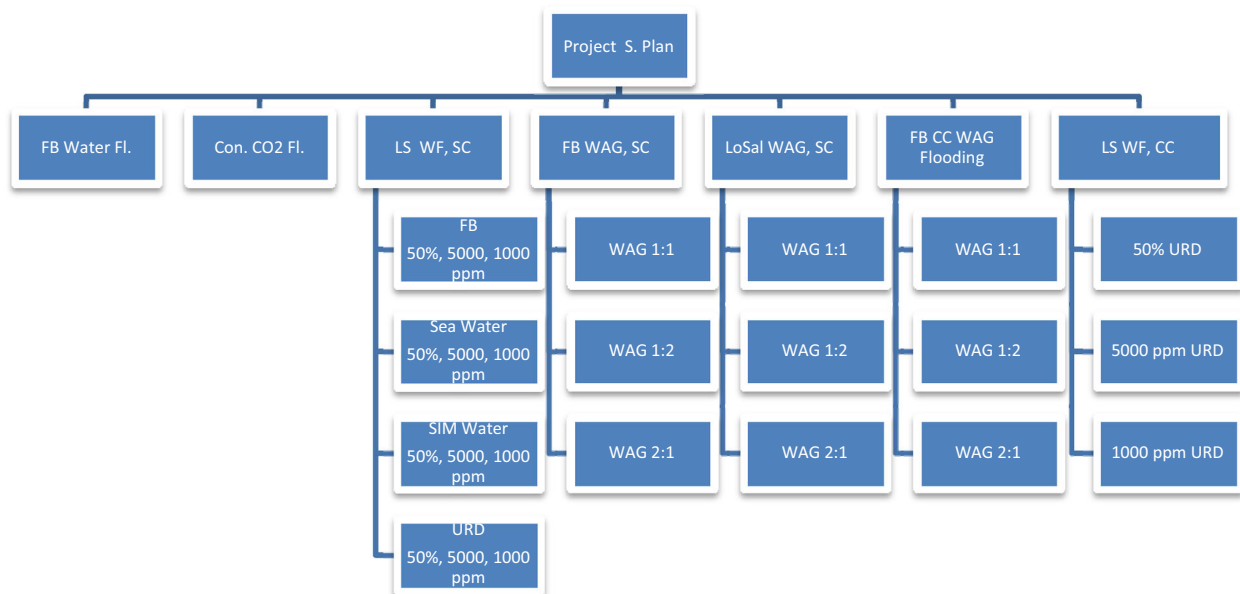 Project S. Plan
FB Water Fl.
Con. CO2 Fl.
LS WF, SC
FB WAG, SC
LoSal WAG, SC
FB CC WAG
Flooding
LS WF, CC
FB
50%, 5000, 1000
ppm
Sea Water
50%, 5000, 1000
ppm
SIM Water
50%, 5000, 1000
ppm
URD
50%, 5000, 1000
ppm
WAG 1:1
WAG 1:2
WAG 2:1
WAG 1:1
WAG 1:2
WAG 2:1
WAG 1:1
WAG 1:2
WAG 2:1
50% URD
5000 ppm URD
1000 ppm URD